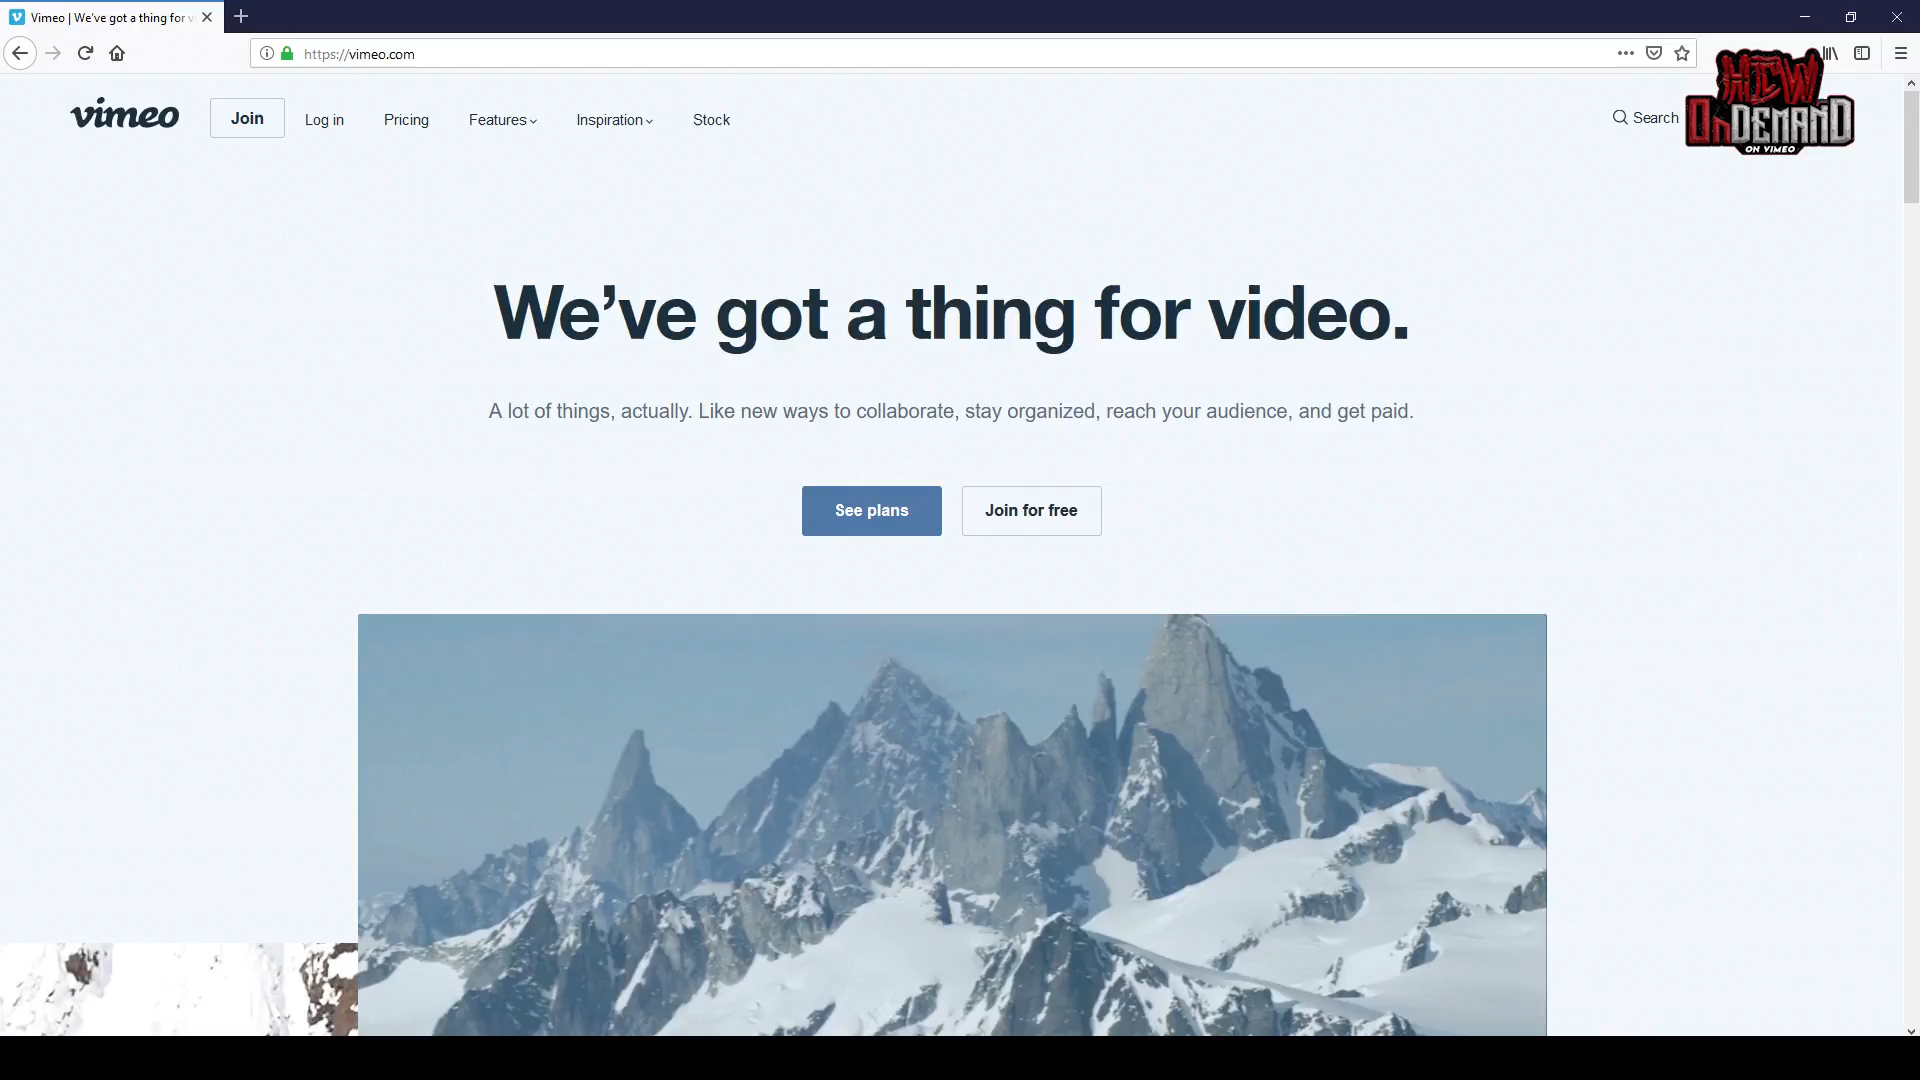 Vimeo | We've got a thing for v
https://vimeo.com
vimeo
Join
Log in
Pricing
Features
Inspiration
Stock
Search
HCW
OnDEMAND
ON VIMEO
We've got a thing for video.
A lot of things, actually. Like new ways to collaborate, stay organized, reach your audience, and get paid.
See plans
Join for free